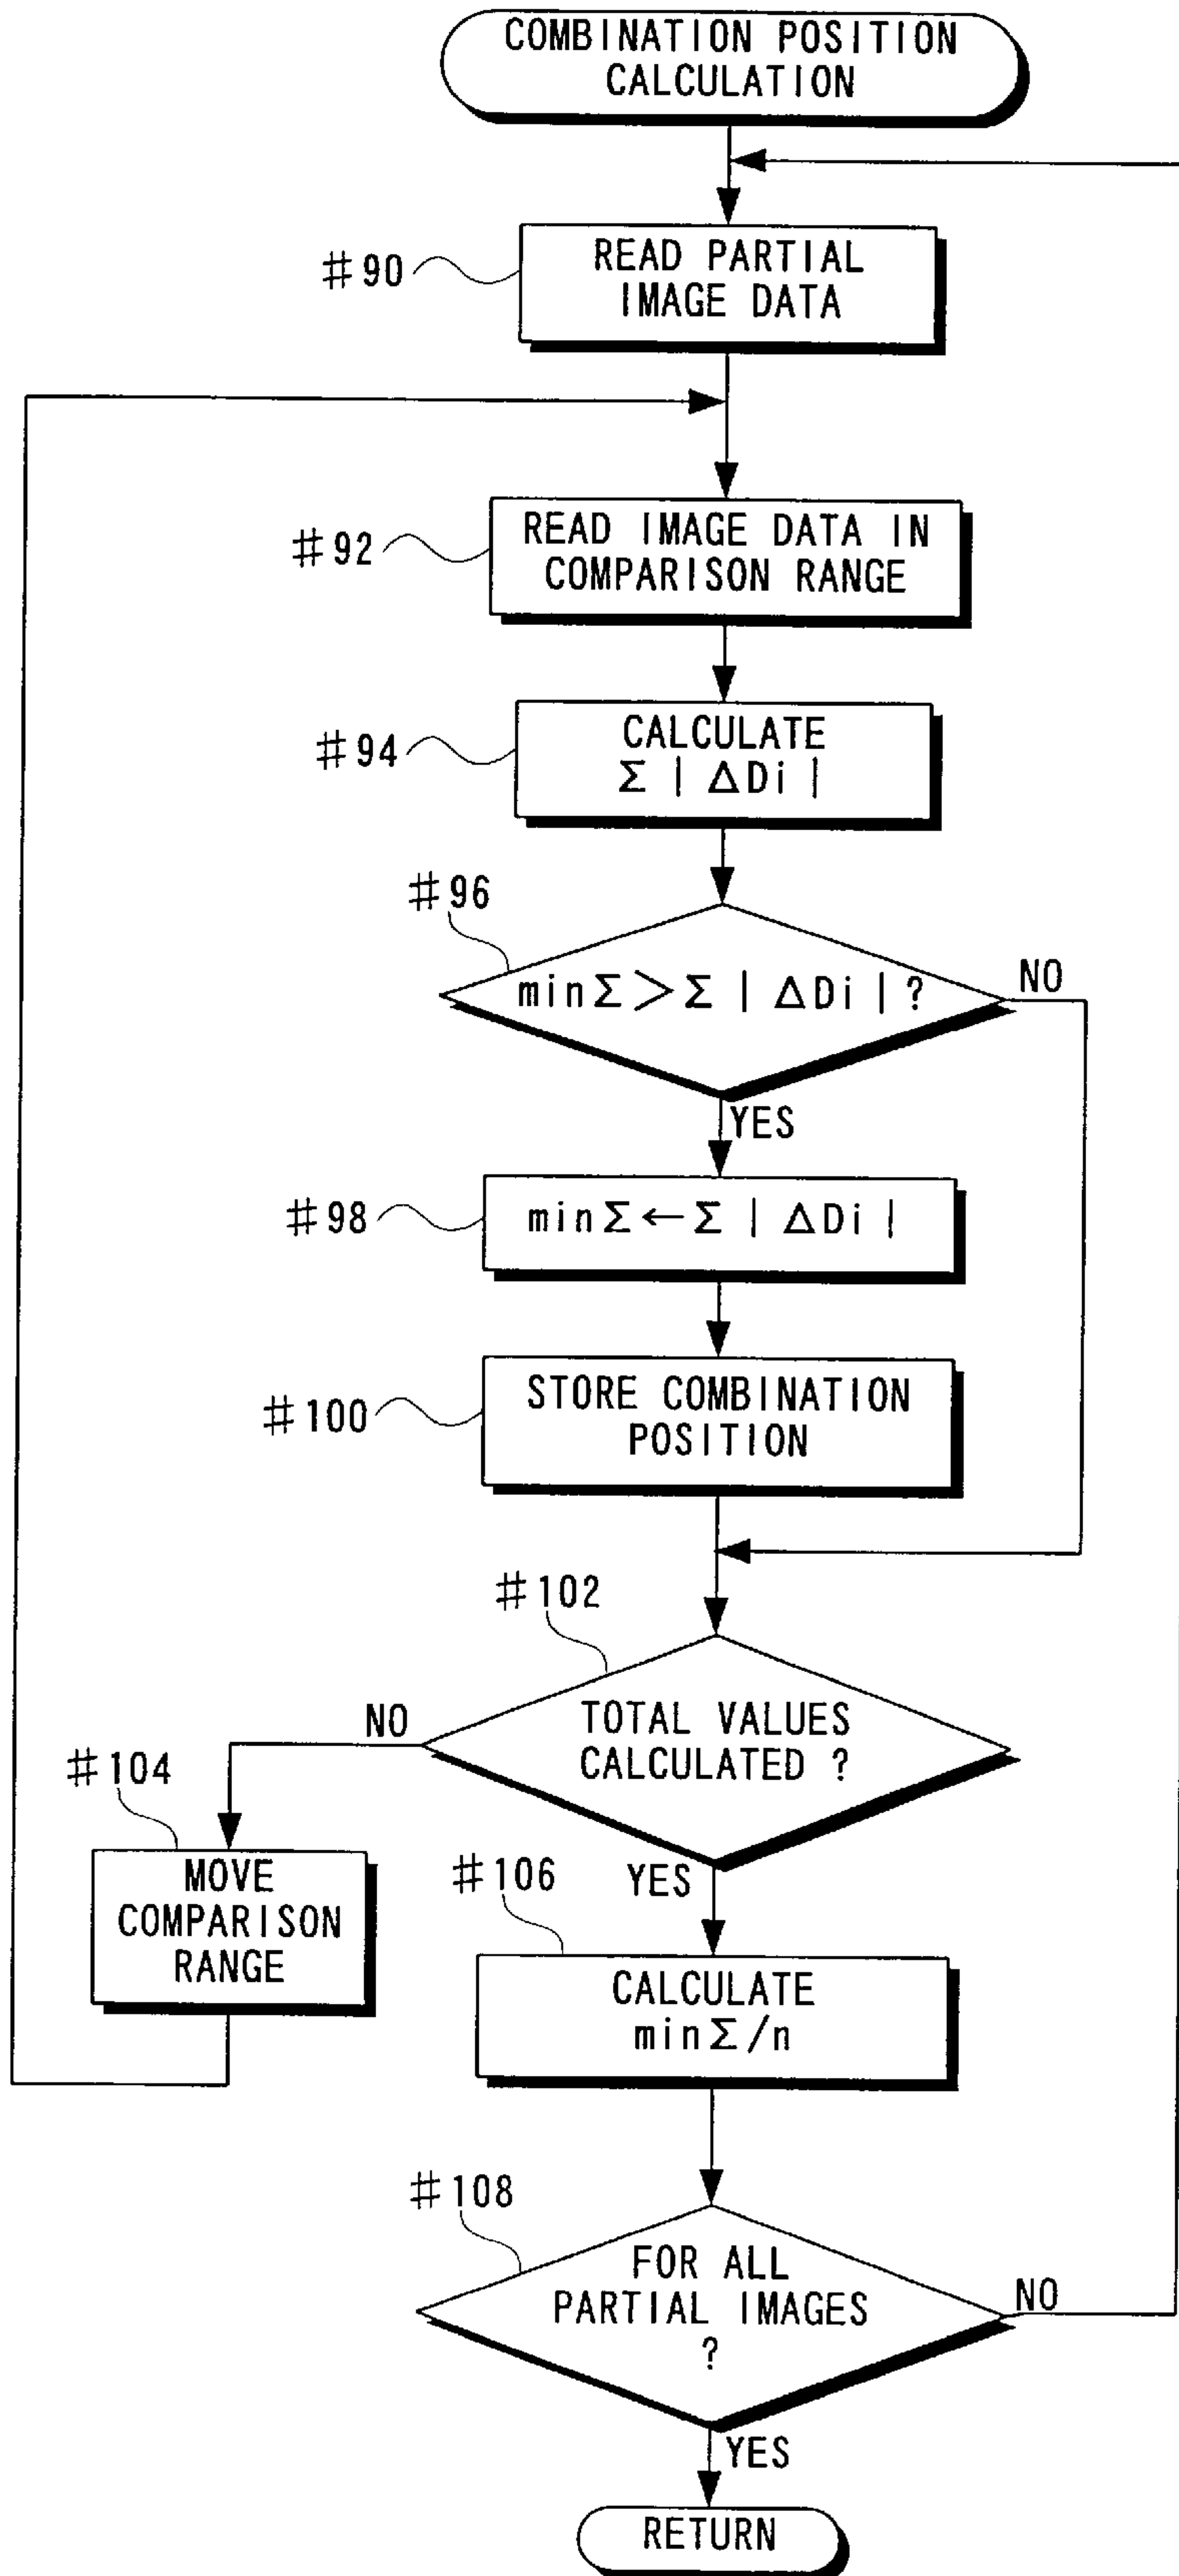 COMBINATION POSITION
CALCULATION
#90
READ PARTIAL
IMAGE DATA
#92
READ IMAGE DATA IN
COMPARISON RANGE
#94
CALCULATE
Σ | ΔDi |
#96
minΣ>Σ | ΔDi | ?
NO
YES
#98
minΣ←Σ | ΔDi |
#100
STORE COMBINATION
POSITION
#102
TOTAL VALUES
CALCULATED ?
NO
#104
MOVE
COMPARISON
RANGE
YES
#106
CALCULATE
minΣ/n
#108
FOR ALL
PARTIAL IMAGES
?
NO
YES
RETURN